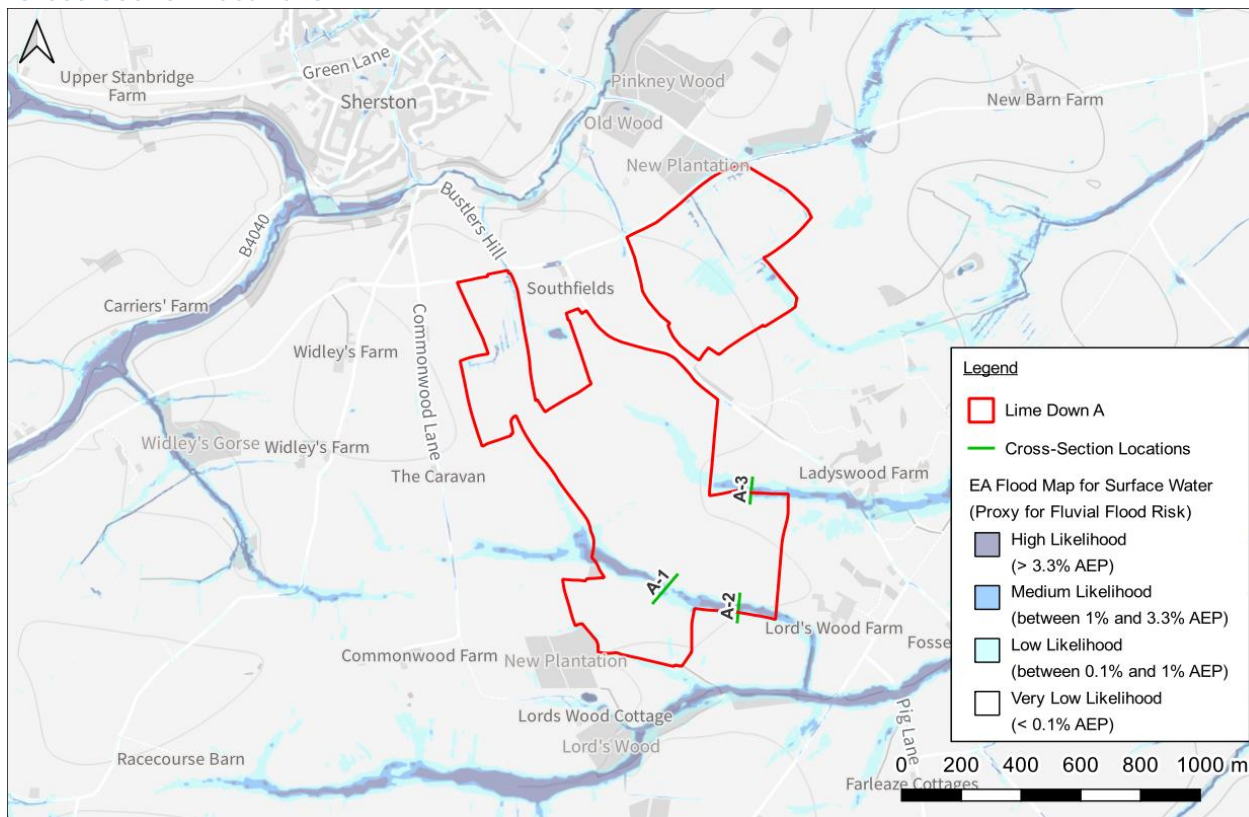 Upper Stanbridge
Farm
Green Lane
Sherston
Pinkney Wood
Old Wood
New Barn Farm
New Plantation
Bustlers Hill
B4040
Carriers' Farm
Southfields
Widley's Farm
Commonwood Lane
Widley's Gorse
Widley's Farm
The Caravan
Ladyswood Farm
A-3
A-1
A-2
Lord's Wood Farm
Fosse
Commonwood Farm
New Plantation
Lords Wood Cottage
Lord's Wood
Pig Lane
Racecourse Barn
Farleaze Cottages
Legend
Lime Down A
Cross-Section Locations
EA Flood Map for Surface Water
(Proxy for Fluvial Flood Risk)
High Likelihood
(> 3.3% AEP)
Medium Likelihood
(between 1% and 3.3% AEP)
Low Likelihood
(between 0.1% and 1% AEP)
Very Low Likelihood
(< 0.1% AEP)
0 200 400 600 800 1000 m